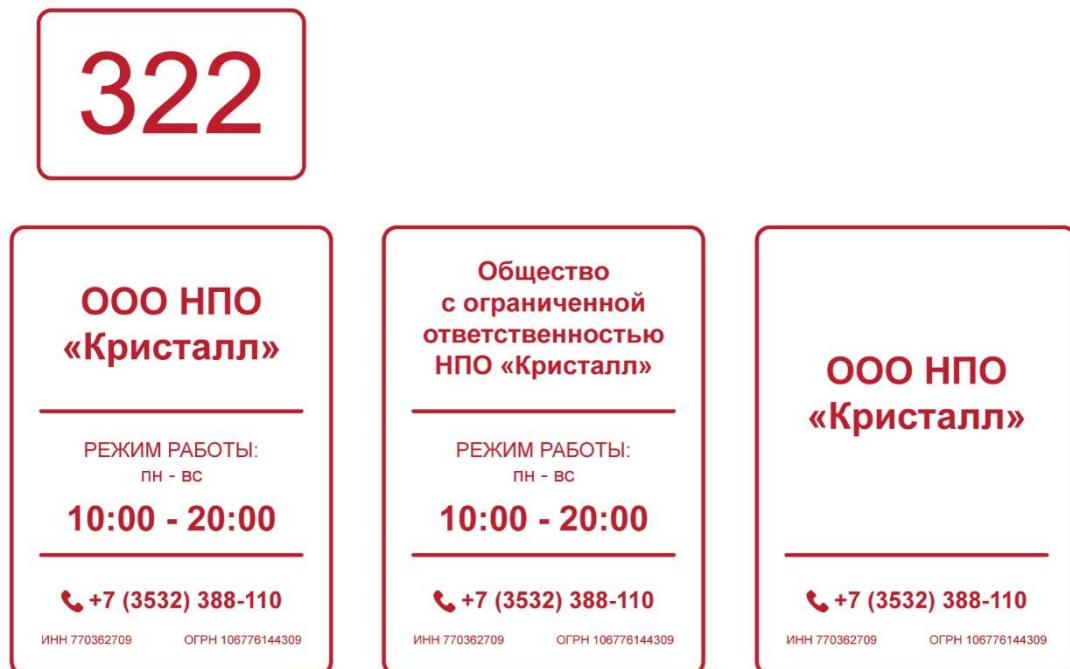 322
ООО НПО
«Кристалл»
РЕЖИМ РАБОТЫ:
пн - вс
10:00 - 20:00
+7 (3532) 388-110
ИНН 770362709 ОГРН 106776144309
Общество
с ограниченной
ответственностью
НПО «Кристалл»
РЕЖИМ РАБОТЫ:
пн - вс
10:00 - 20:00
+7 (3532) 388-110
ИНН 770362709 ОГРН 106776144309
ООО НПО
«Кристалл»
+7 (3532) 388-110
ИНН 770362709 ОГРН 106776144309